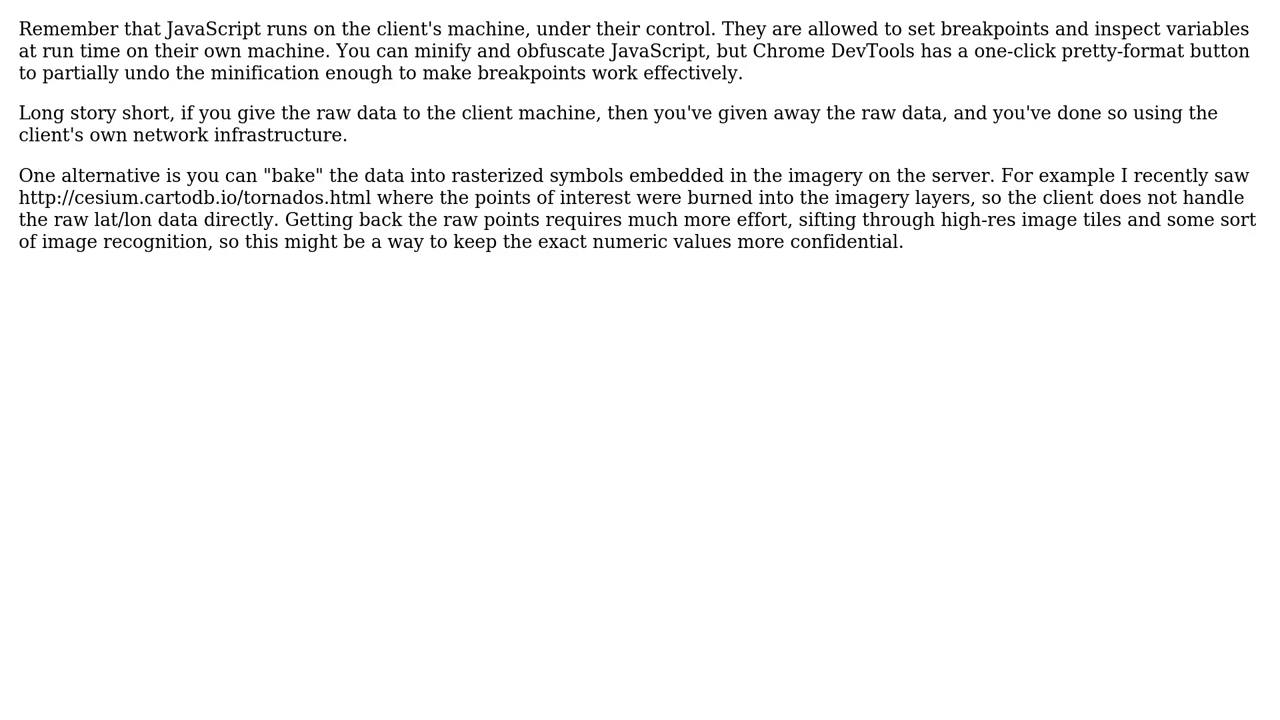 Remember that JavaScript runs on the client's machine, under their control. They are allowed to set breakpoints and inspect variables
at run time on their own machine. You can minify and obfuscate JavaScript, but Chrome DevTools has a one-click pretty-format button
to partially undo the minification enough to make breakpoints work effectively.
Long story short, if you give the raw data to the client machine, then you've given away the raw data, and you've done so using the
client's own network infrastructure.
One alternative is you can "bake" the data into rasterized symbols embedded in the imagery on the server. For example I recently saw
http://cesium.cartodb.io/tornados.html where the points of interest were burned into the imagery layers, so the client does not handle
the raw lat/lon data directly. Getting back the raw points requires much more effort, sifting through high-res image tiles and some sort
of image recognition, so this might be a way to keep the exact numeric values more confidential.